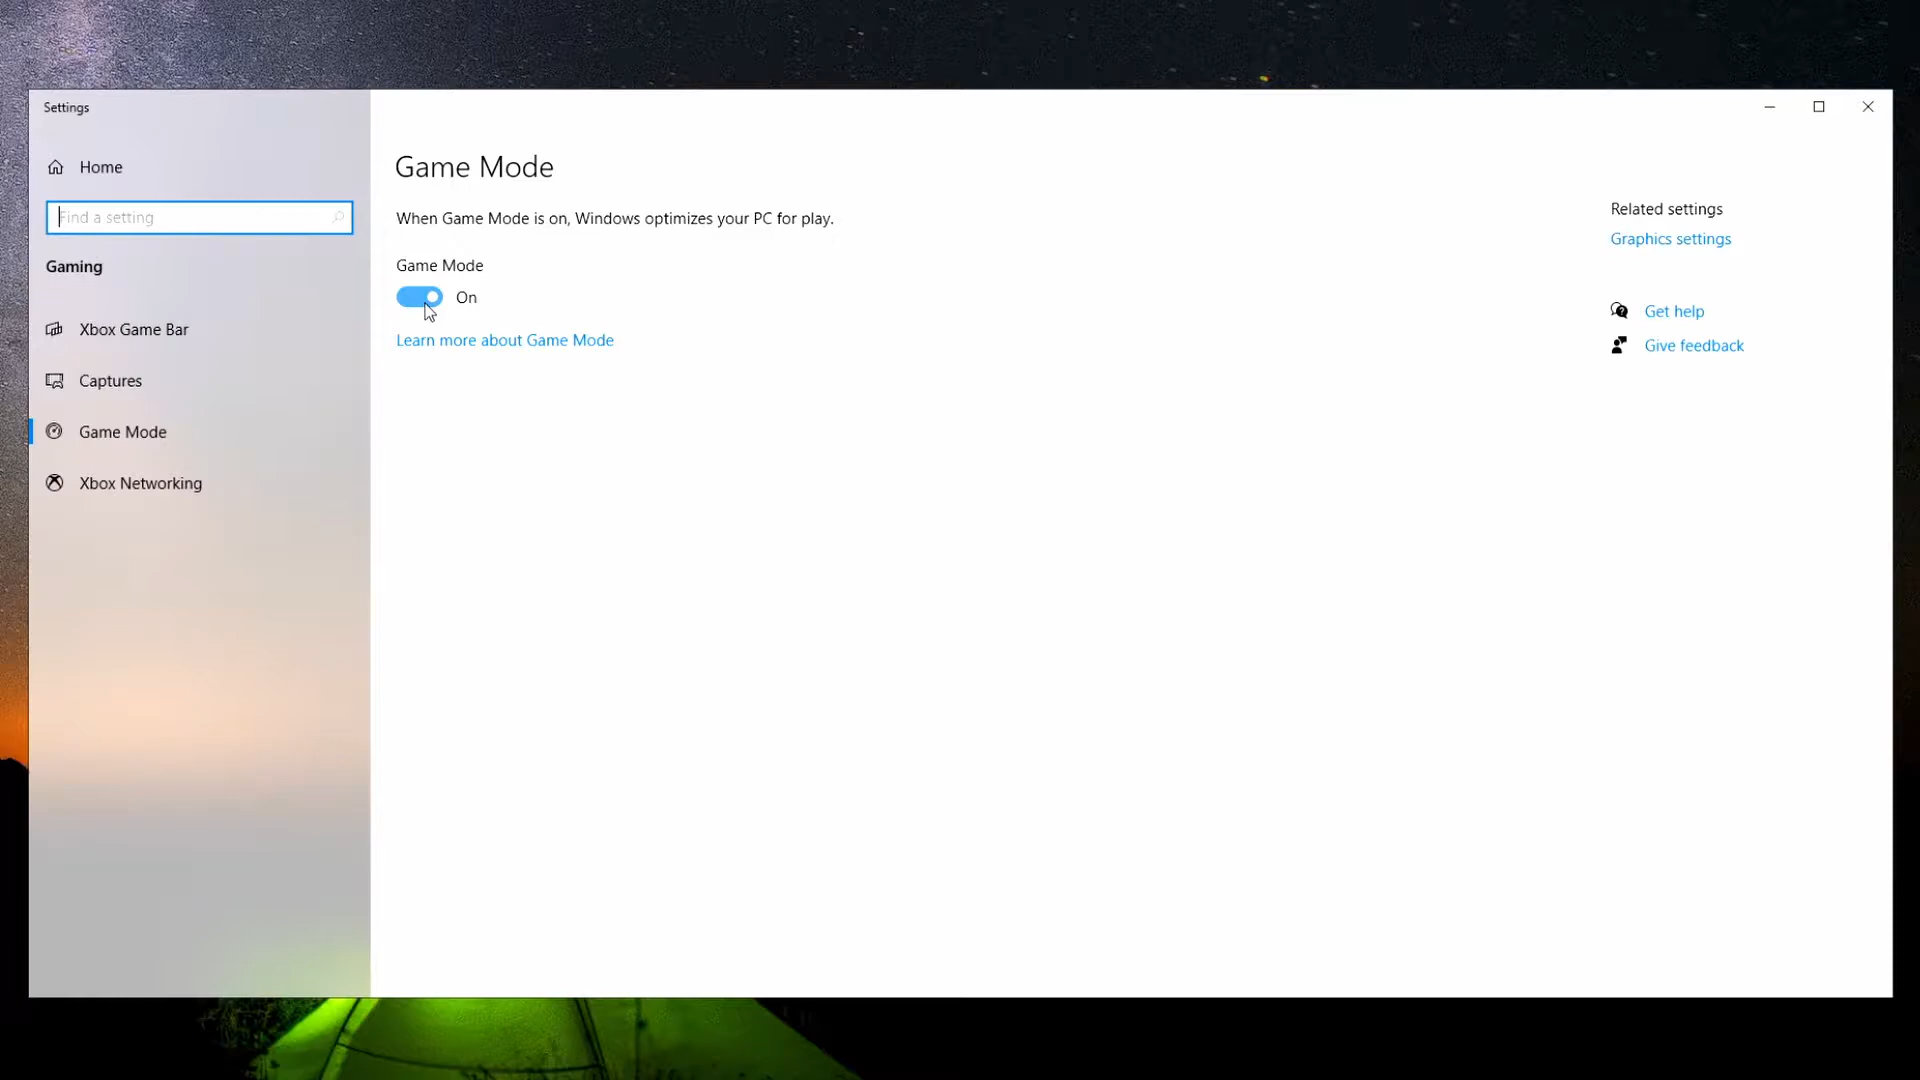 Settings
Home
Find a setting
Gaming
Xbox Game Bar
Captures
Game Mode
Xbox Networking
Game Mode
When Game Mode is on, Windows optimizes your PC for play.
Game Mode
On
Learn more about Game Mode
Related settings
Graphics settings
Get help
Give feedback